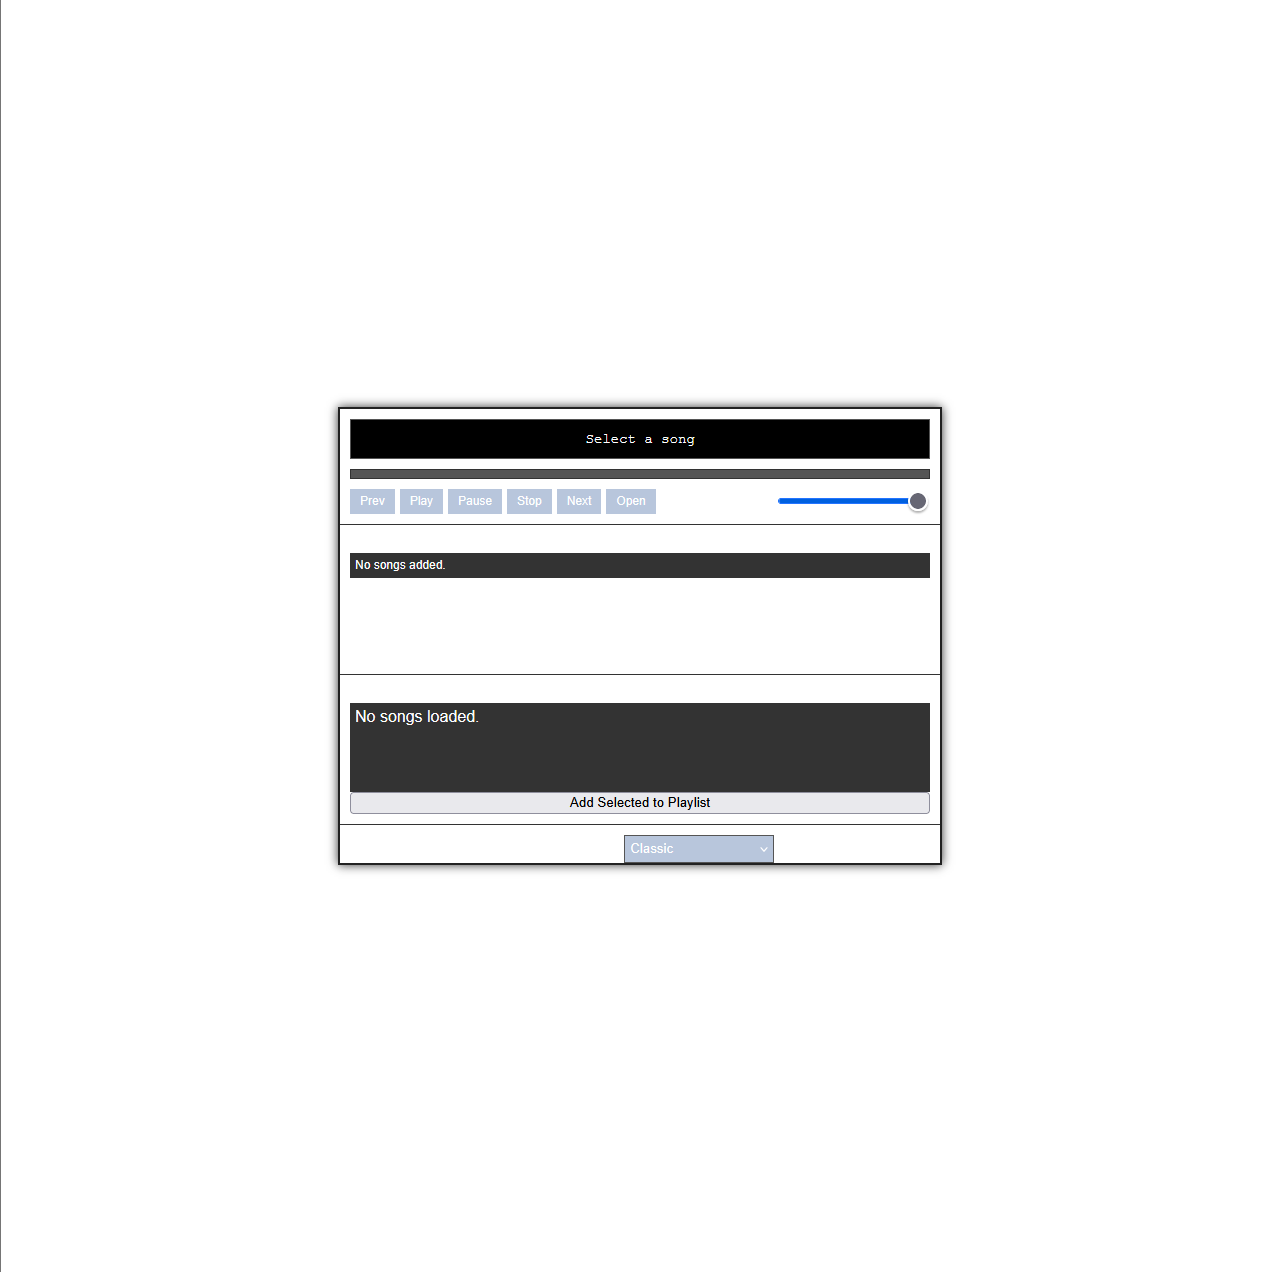 Select a song
Prev Play Pause Stop Next Open
No songs added.
No songs loaded.
Add Selected to Playlist
Classic